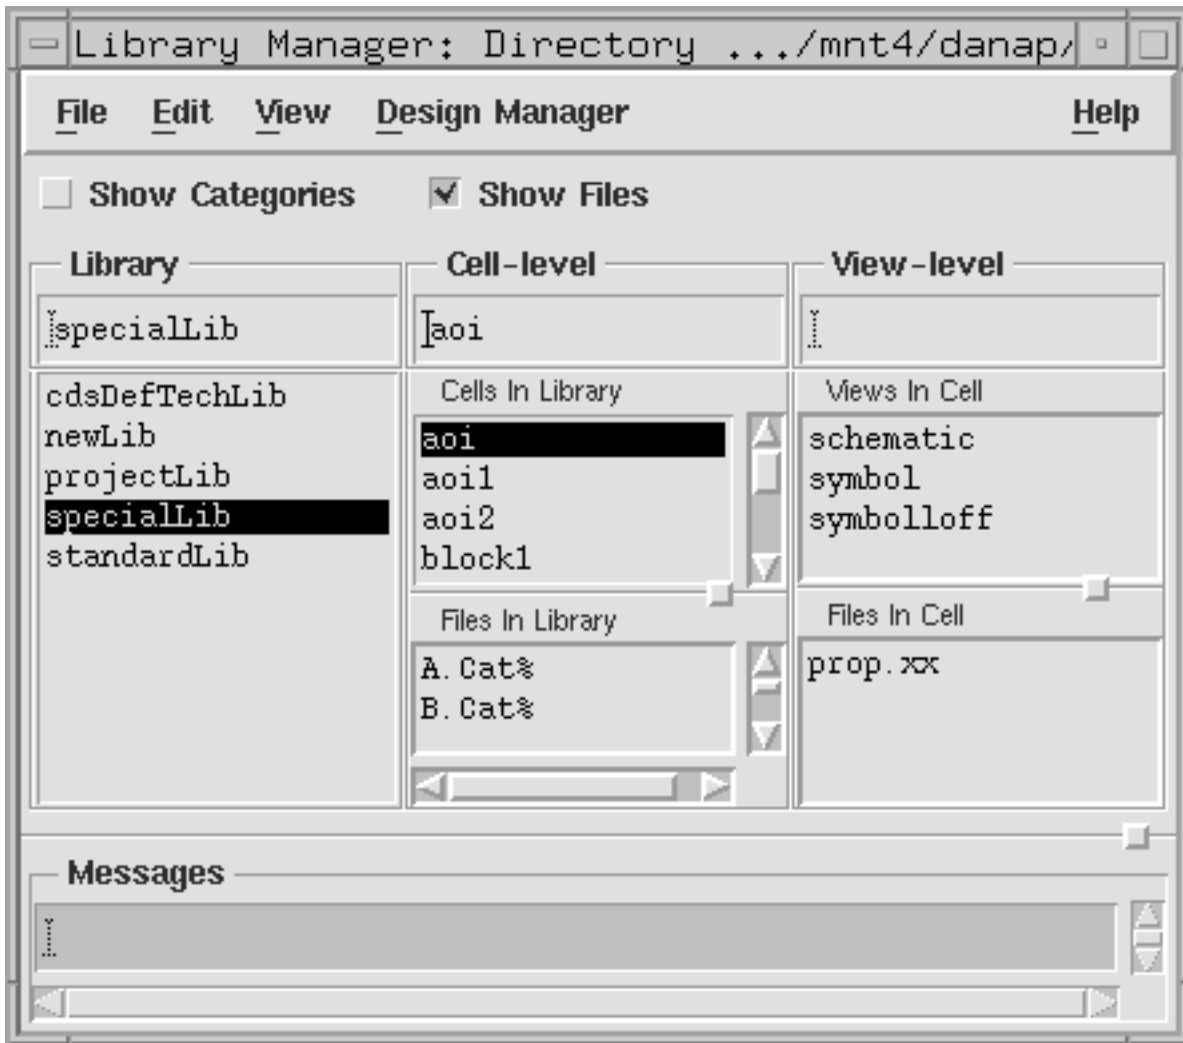 Library Manager: Directory .../mnt4/danap/
File Edit View Design Manager Help
Show Categories Show Files
Library Cell-level View-level
specialLib aoi
cdsDefTechLib
newLib
projectLib
specialLib
standardLib
Cells In Library
aoi
aoi1
aoi2
block1
Files In Library
A.Cat%
B.Cat%
Views In Cell
schematic
symbol
symbolloff
Files In Cell
prop.xx
Messages